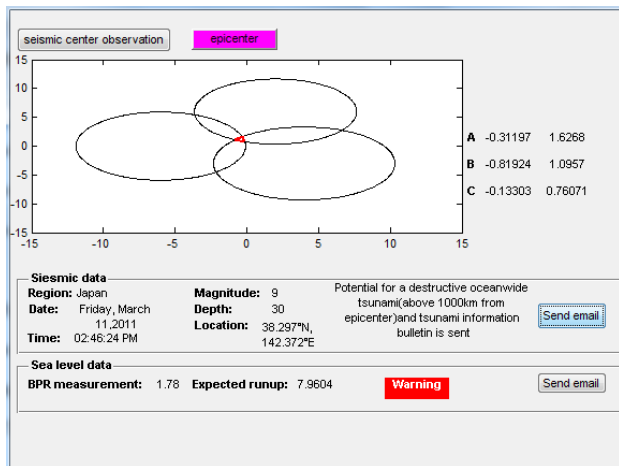 seismic center observation epicenter
15
10
5
0
-5
-10
-15
-15 -10 -5 0 5 10 15
A -0.31197 1.6268
B -0.81924 1.0957
C -0.13303 0.76071
Siesmic data
Region: Japan
Date: Friday, March
11,2011
Time: 02:46:24 PM
Magnitude: 9
Depth: 30
Location: 38.297°N,
142.372°E
Potential for a destructive oceanwide
tsunami(above 1000km from
epicenter)and tsunami information
bulletin is sent
Send email
Sea level data
BPR measurement: 1.78 Expected runup: 7.9604 Warning Send email